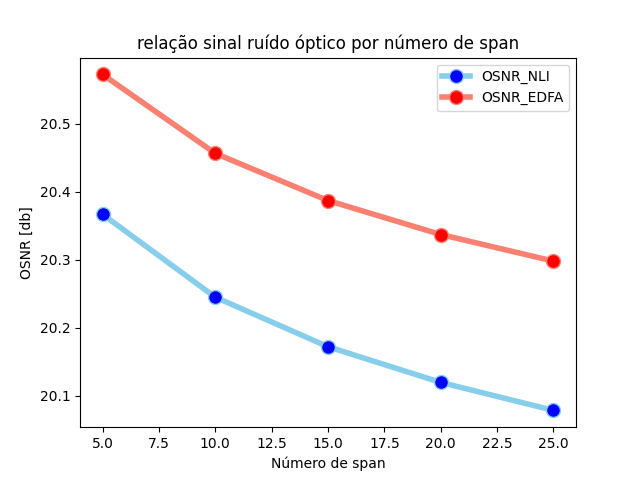 relação sinal ruído óptico por número de span
OSNR_NLI
OSNR_EDFA
OSNR [db]
20.5
20.4
20.3
20.2
20.1
5.0 7.5 10.0 12.5 15.0 17.5 20.0 22.5 25.0
Número de span